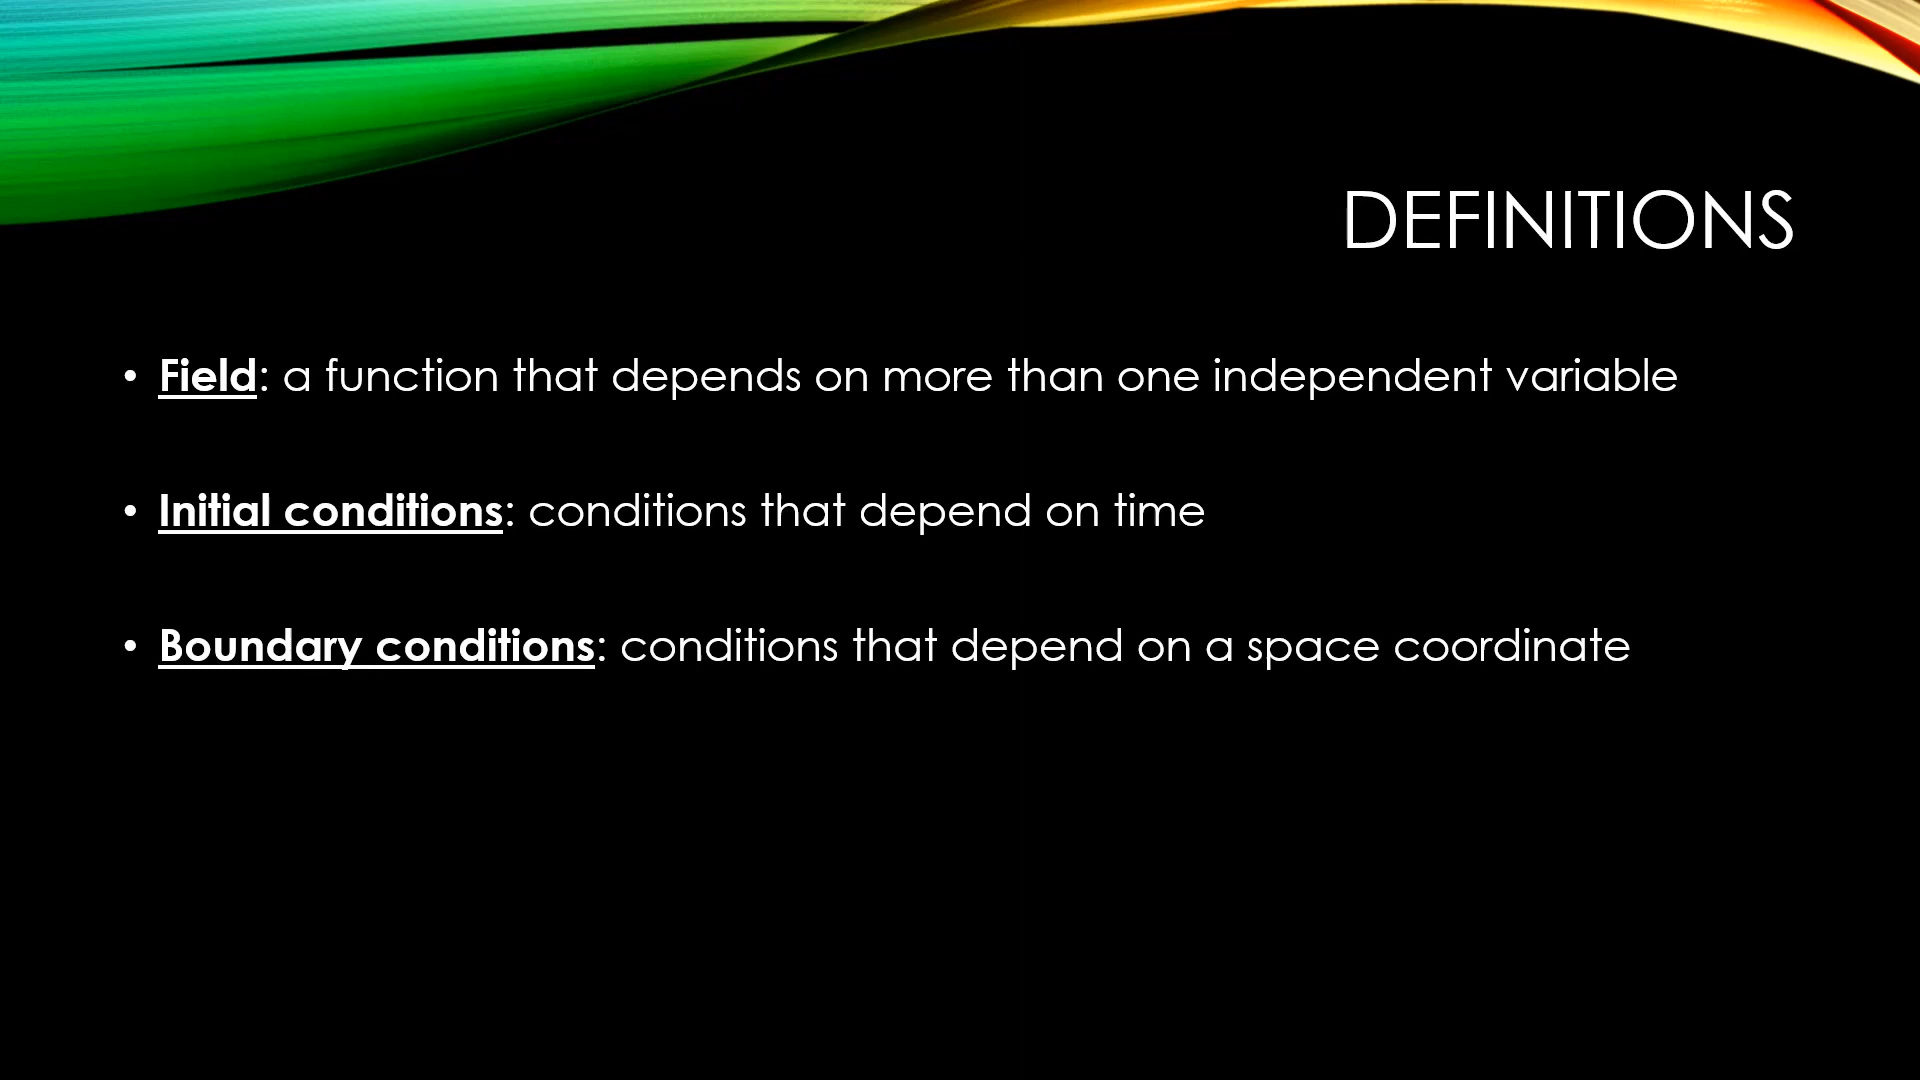 DEFINITIONS
• Field: a function that depends on more than one independent variable
• Initial conditions: conditions that depend on time
• Boundary conditions: conditions that depend on a space coordinate